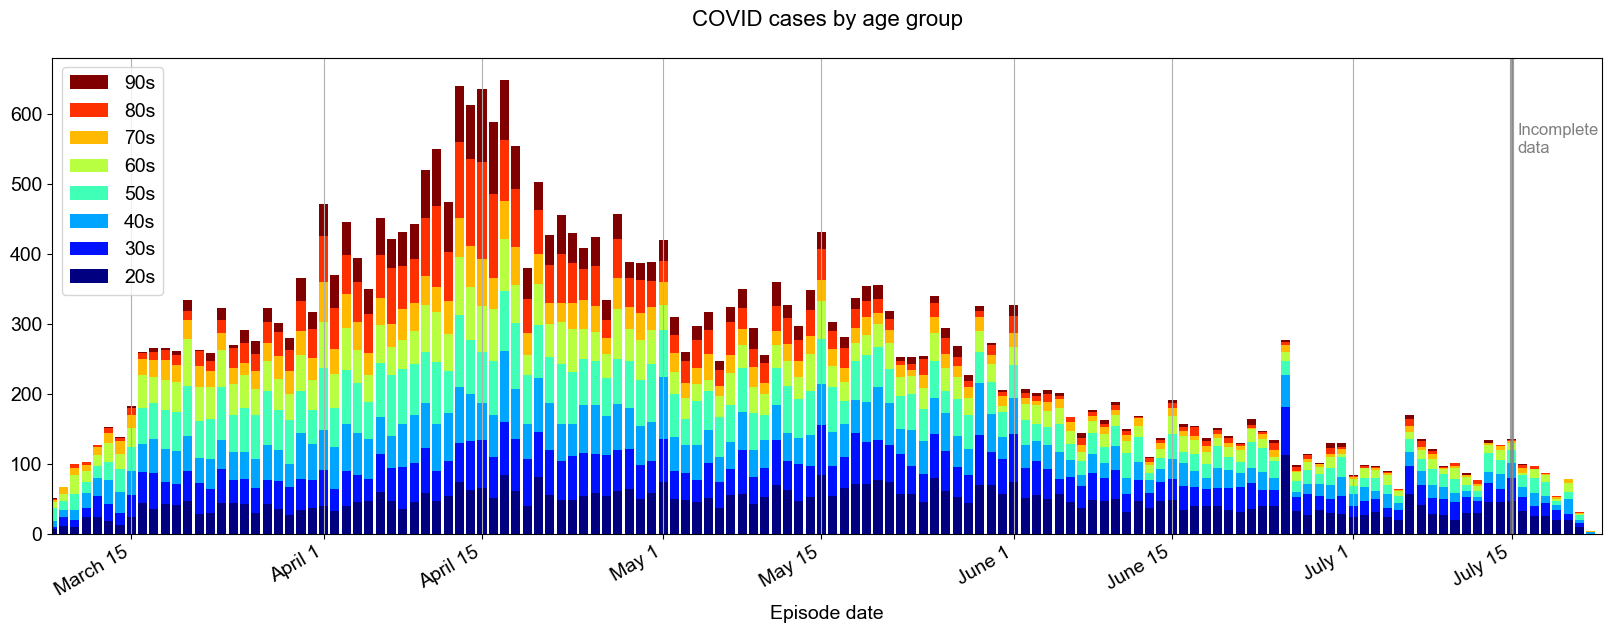 COVID cases by age group
600
500
400
300
200
100
0
90s
80s
70s
60s
50s
40s
30s
20s
Incomplete
data
March 15
April 1
April 15
May 1
May 15
June 1
June 15
July 1
July 15
Episode date